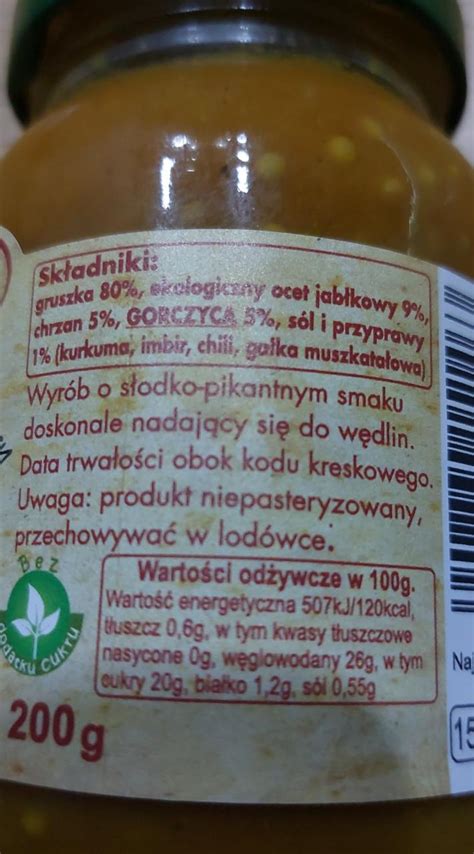 Składniki:
gruszka 80%, ekologiczny ocet jabłkowy 9%,
chrzan 5%, GORCZYCA 5%, sól i przyprawy
1% (kurkuma, imbir, chili, gałka muszkatałowa)
Wyrób o słodko-pikantnym smaku
doskonale nadający się do wędlin.
Data trwałości obok kodu kreskowego.
Uwaga: produkt niepasteryzowany,
przechowywać w lodówce.
Bez
dodatku cukru
Wartości odżywcze w 100g.
Wartość energetyczna 507kJ/120kcal,
tłuszcz 0,6g, w tym kwasy tłuszczowe
nasycone 0g, węglowodany 26g, w tym
cukry 20g, białko 1,2g, sól 0,55g
200g
Naj
15